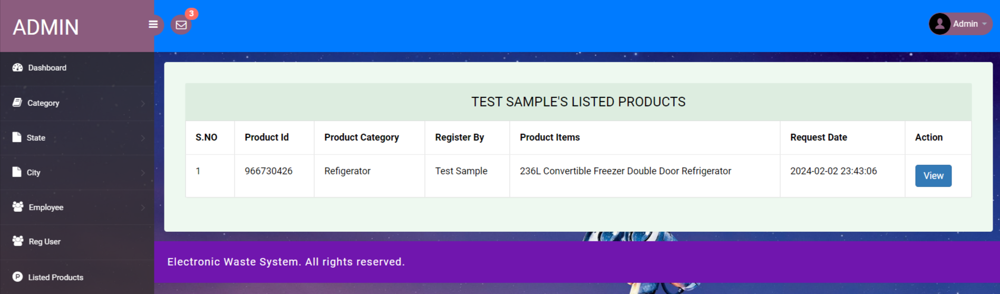 ADMIN
3
Admin
Dashboard
Category
State
City
Employee
Reg User
P Listed Products
TEST SAMPLE'S LISTED PRODUCTS
S.NO Product Id Product Category Register By Product Items Request Date Action
1 966730426 Refigerator Test Sample 236L Convertible Freezer Double Door Refrigerator 2024-02-02 23:43:06 View
Electronic Waste System. All rights reserved.